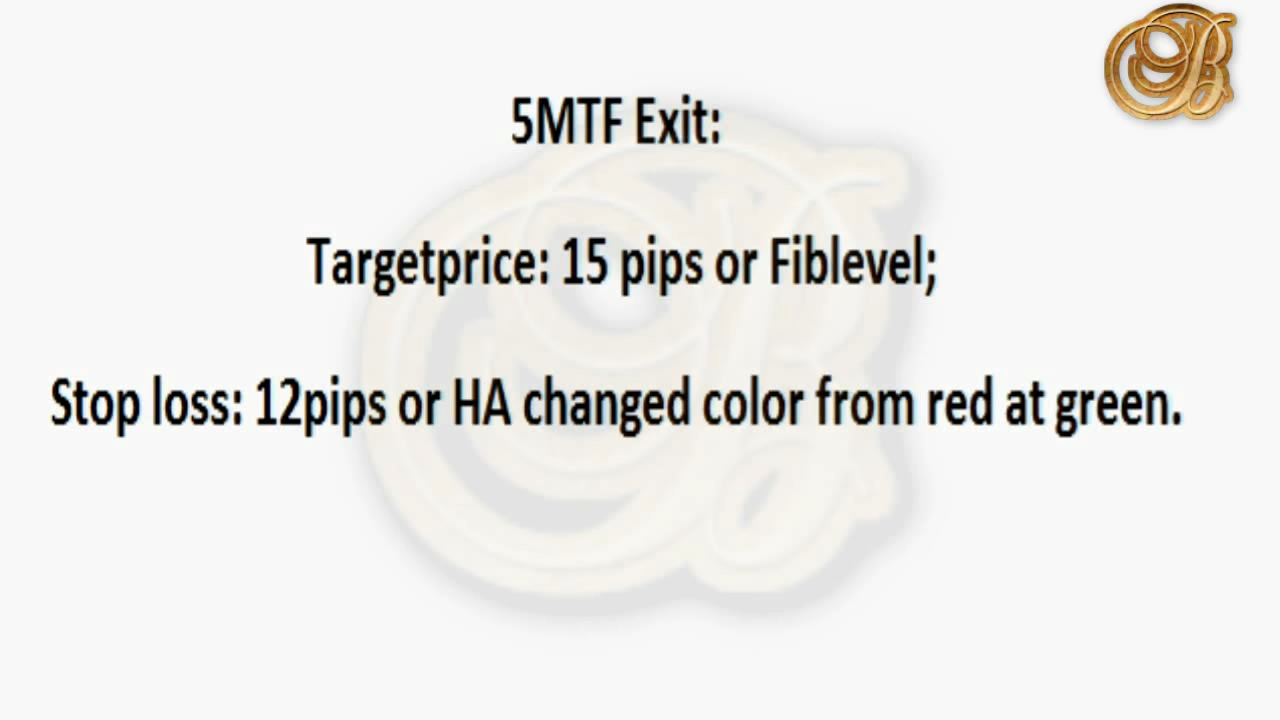 5MTF Exit:
Targetprice: 15 pips or Fiblevel;
Stop loss: 12pips or HA changed color from red at green.